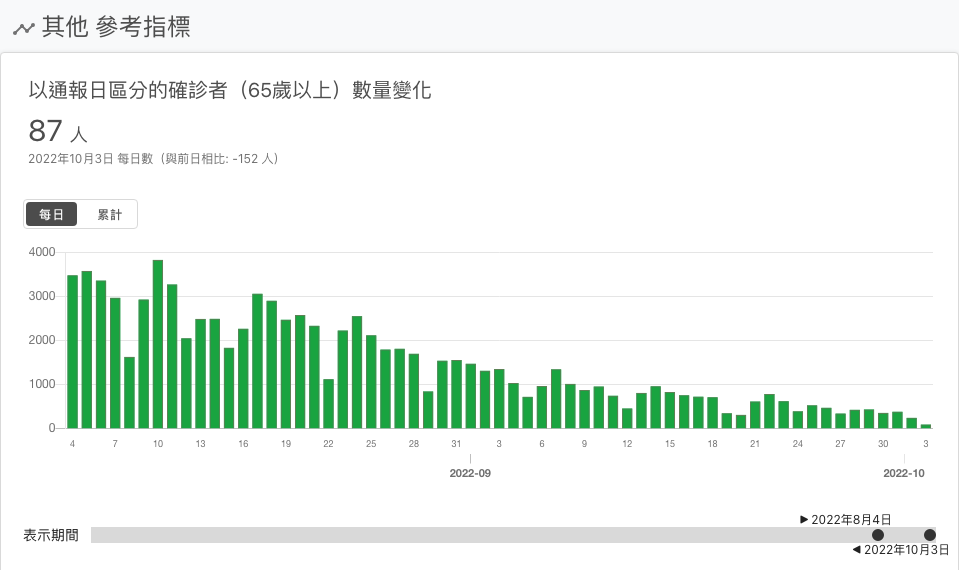 其他 參考指標
以通報日區分的確診者（65歲以上）數量變化
87 人
2022年10月3日 每日數（與前日相比: -152 人）
每日 累計
4000
3000
2000
1000
0
4 7 10 13 16 19 22 25 28 31 3 6 9 12 15 18 21 24 27 30 3
2022-09 2022-10
▶ 2022年8月4日
表示期間
◀ 2022年10月3日